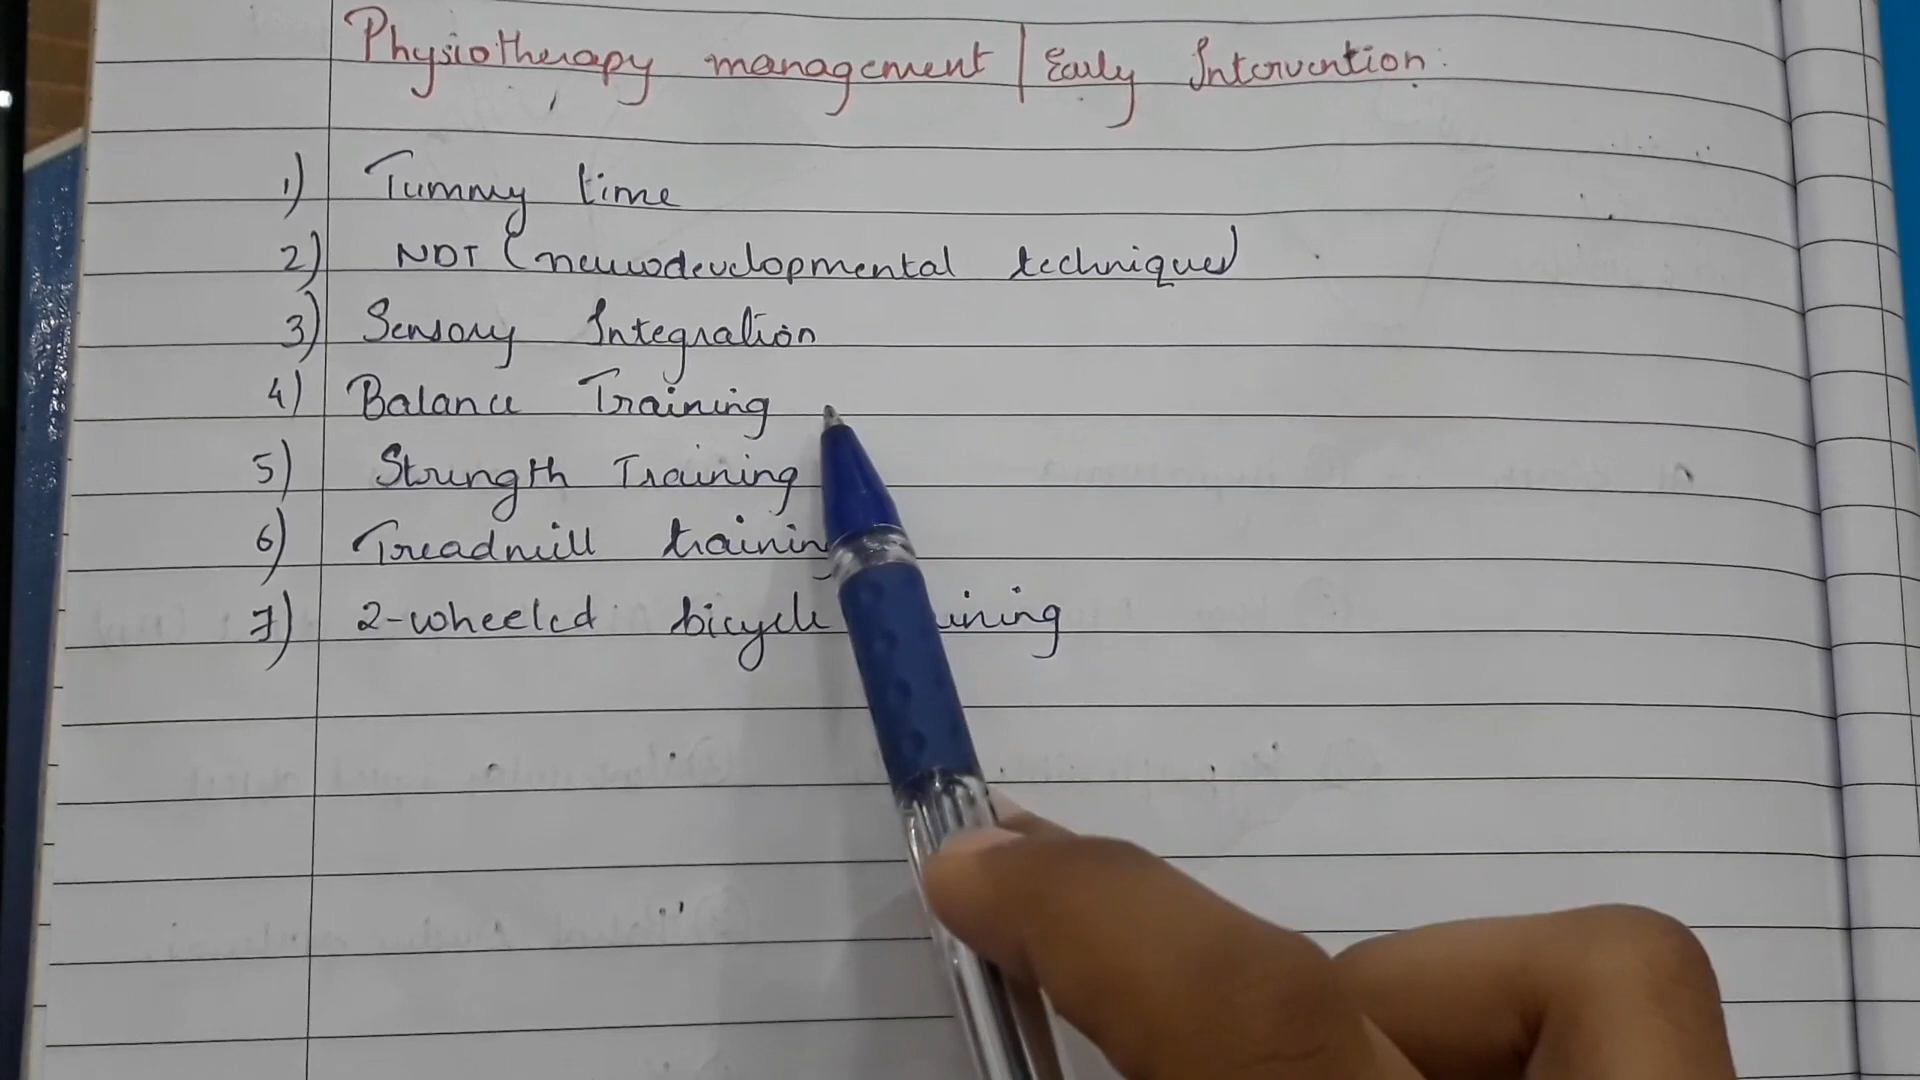 Physiotherapy management | Early Intervention:
1) Tummy time
2) NDT (neurodevelopmental technique)
3) Sensory Integration
4) Balance Training
5) Strength Training
6) Treadmill training
7) 2-wheeled bicycle